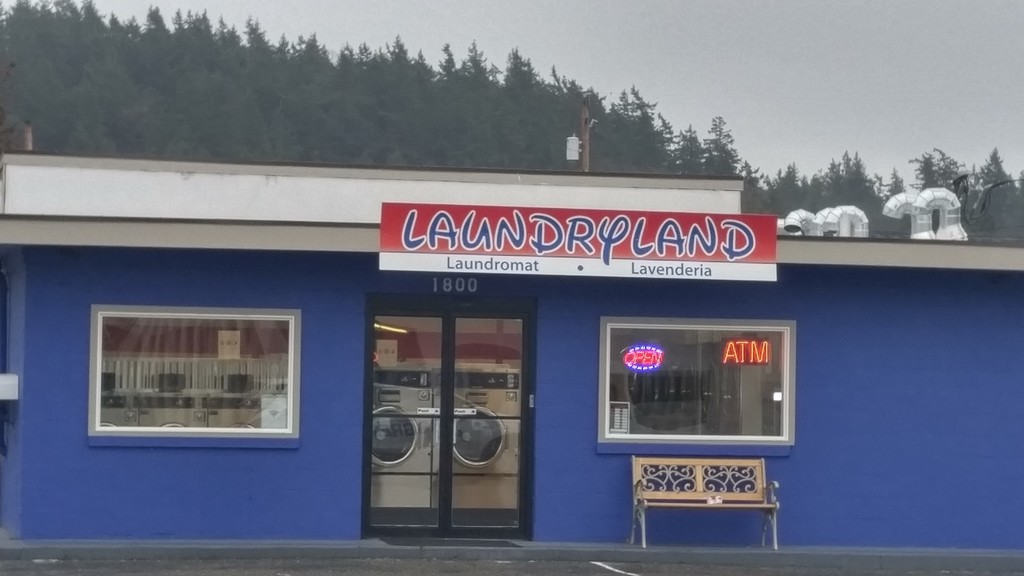 LAUNDRYLAND
Laundromat • Lavenderia
1800
OPEN
ATM